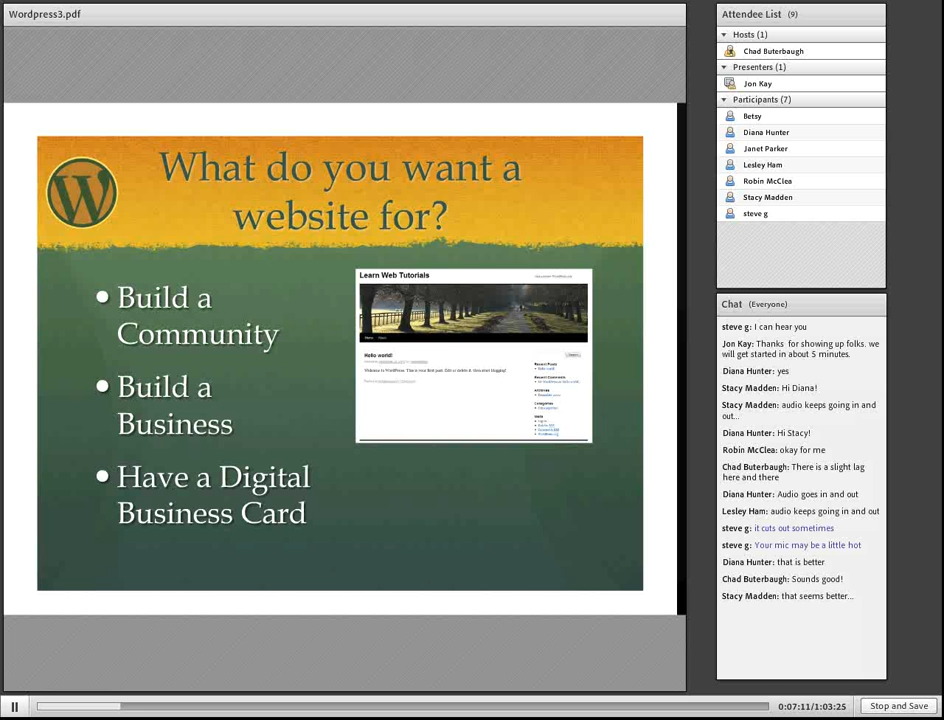 Wordpress3.pdf
What do you want a
website for?
Build a
Community
Build a
Business
Have a Digital
Business Card
Learn Web Tutorials
Hello world!
Attendee List (9)
Hosts (1)
Chad Buterbaugh
Presenters (1)
Jon Kay
Participants (7)
Betsy
Diana Hunter
Janet Parker
Lesley Ham
Robin McClea
Stacy Madden
steve g
Chat (Everyone)
steve g: I can hear you
Jon Kay: Thanks for showing up folks. we
will get started in about 5 minutes.
Diana Hunter: yes
Stacy Madden: Hi Diana!
Stacy Madden: audio keeps going in and
out...
Diana Hunter: Hi Stacy!
Robin McClea: okay for me
Chad Buterbaugh: There is a slight lag
here and there
Diana Hunter: Audio goes in and out
Lesley Ham: audio keeps going in and out
steve g: it cuts out sometimes
steve g: Your mic may be a little hot
Diana Hunter: that is better
Chad Buterbaugh: Sounds good!
Stacy Madden: that seems better...
0:07:11/1:03:25
Stop and Save